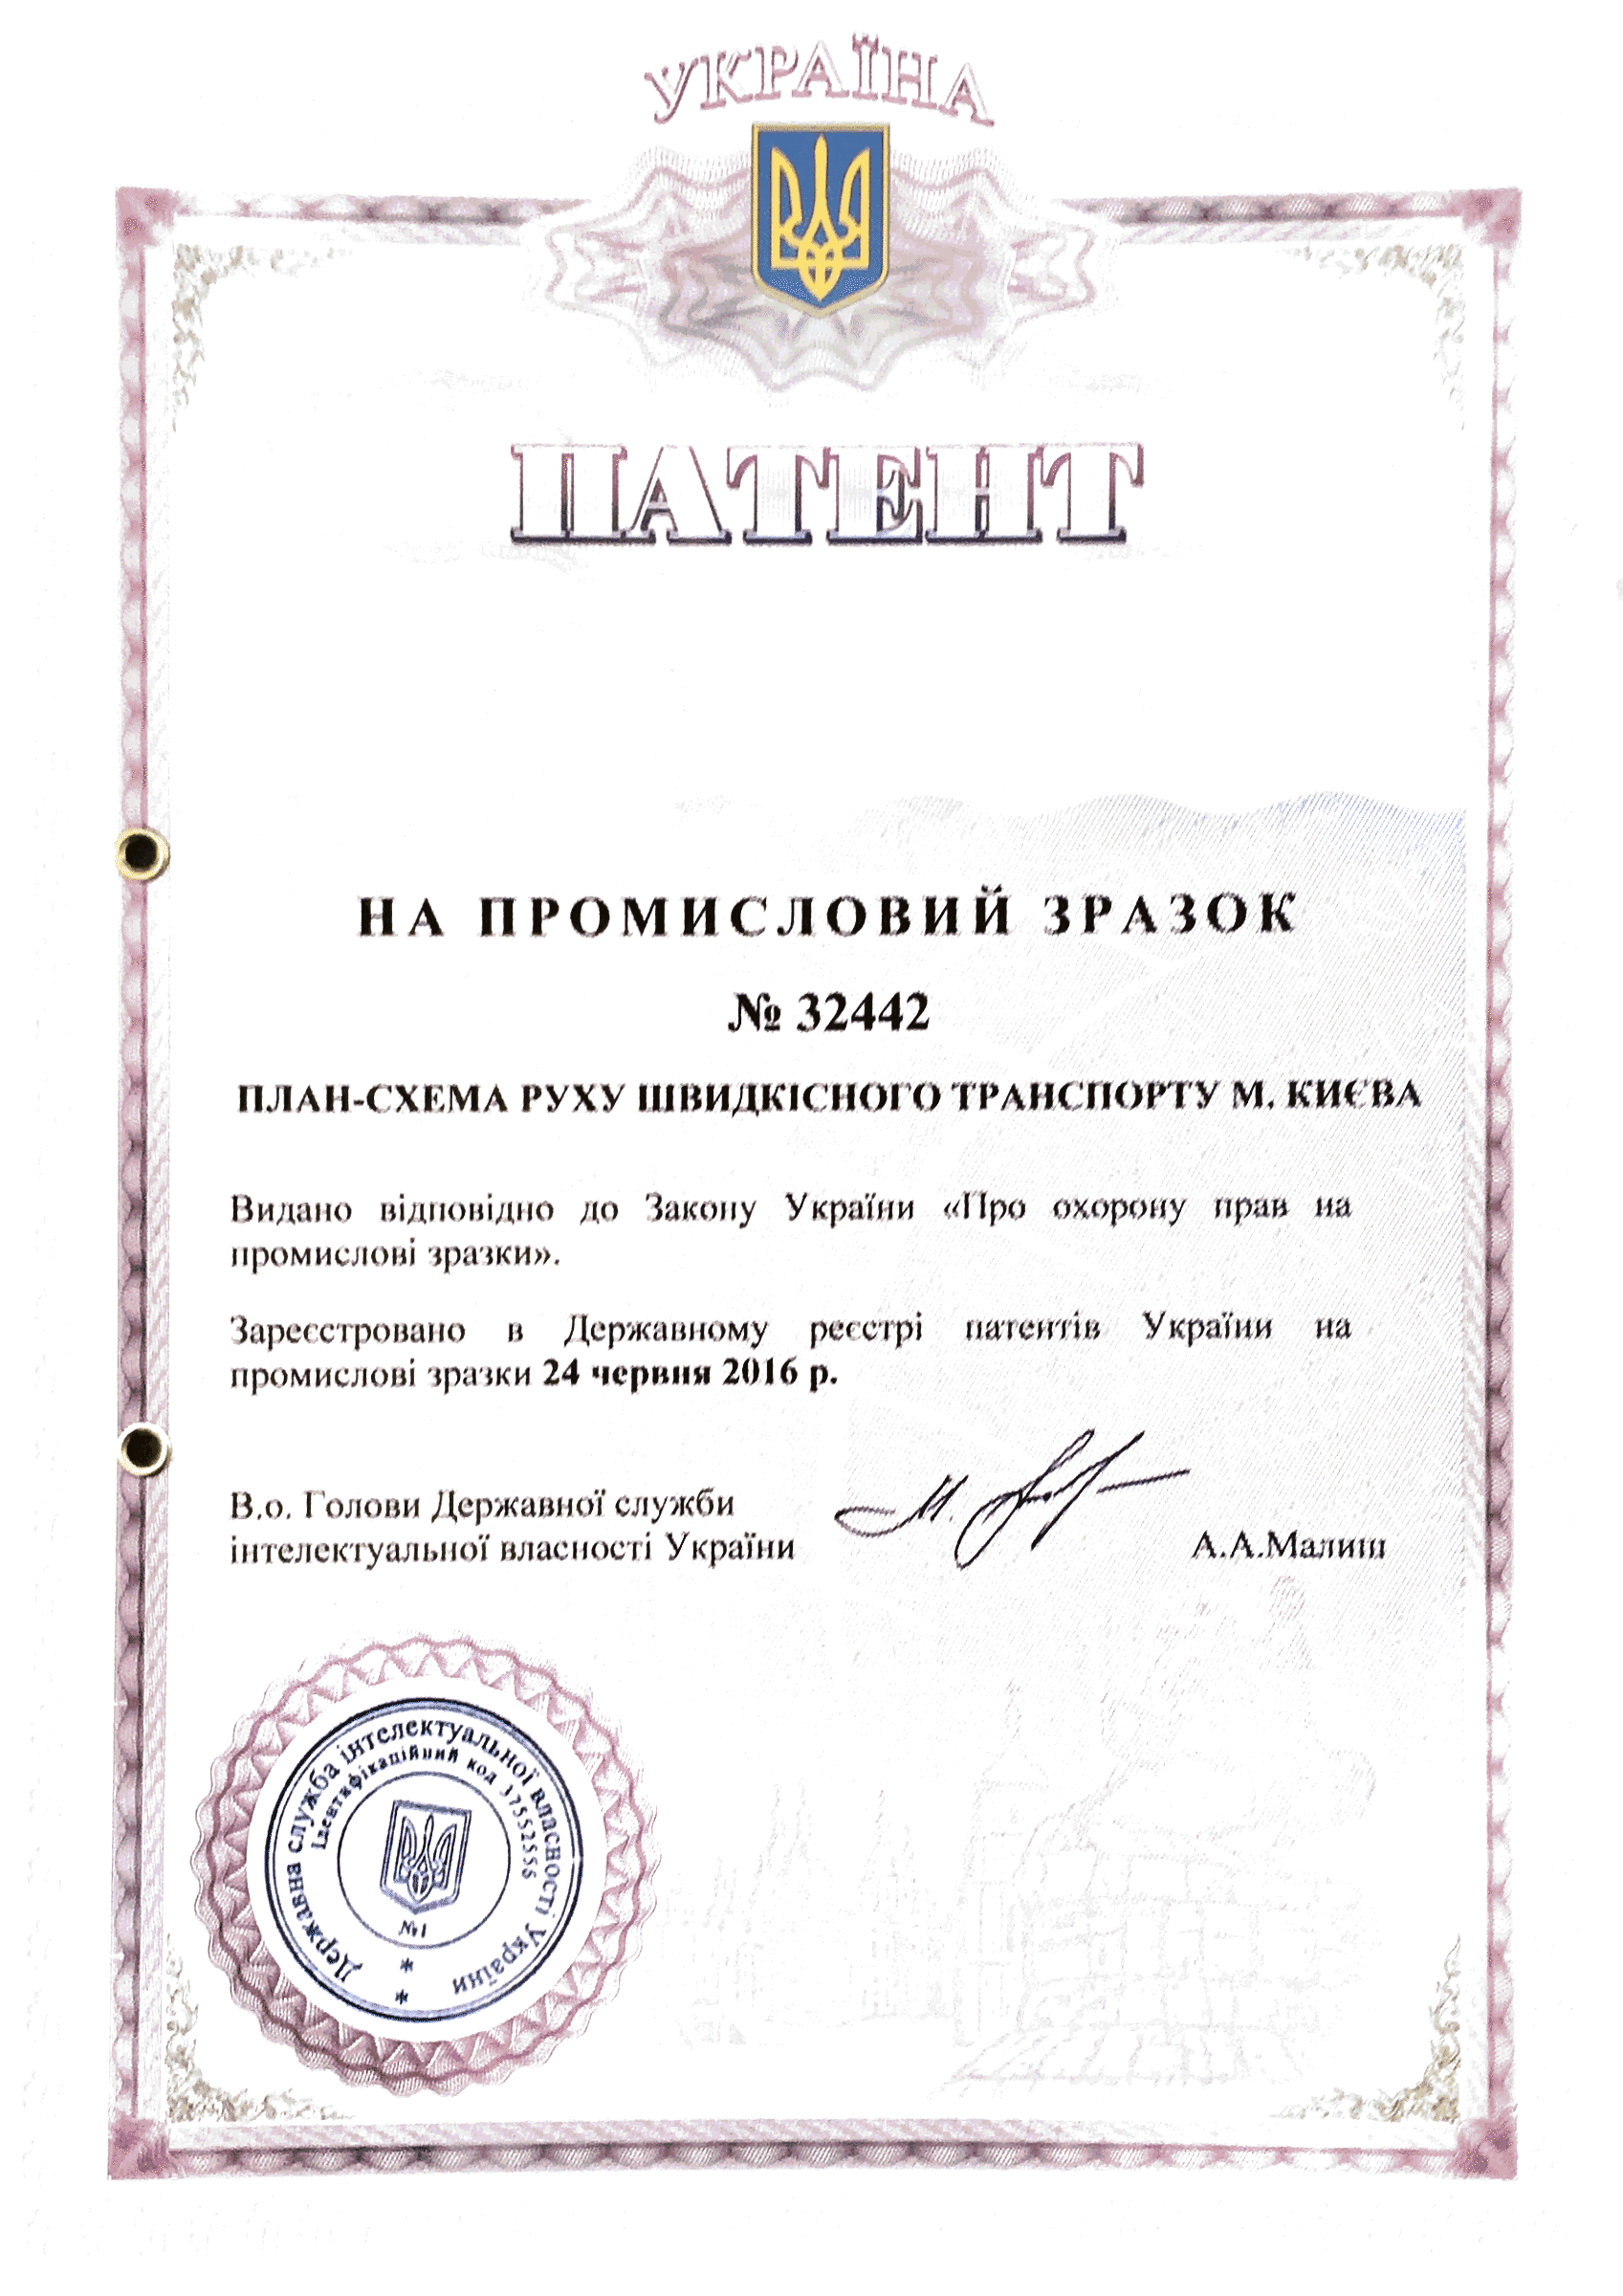 УКРАЇНА
ПАТЕНТ
НА ПРОМИСЛОВИЙ ЗРАЗОК
№ 32442
ПЛАН-СХЕМА РУХУ ШВИДКІСНОГО ТРАНСПОРТУ М. КИЄВА
Видано відповідно до Закону України «Про охорону прав на
промислові зразки».
Зареєстровано в Державному реєстрі патентів України на
промислові зразки 24 червня 2016 р.
В.о. Голови Державної служби
інтелектуальної власності України
А.А.Малиш
Державна служба інтелектуальної власності України
Ідентифікаційний код 37552556
№1
* *